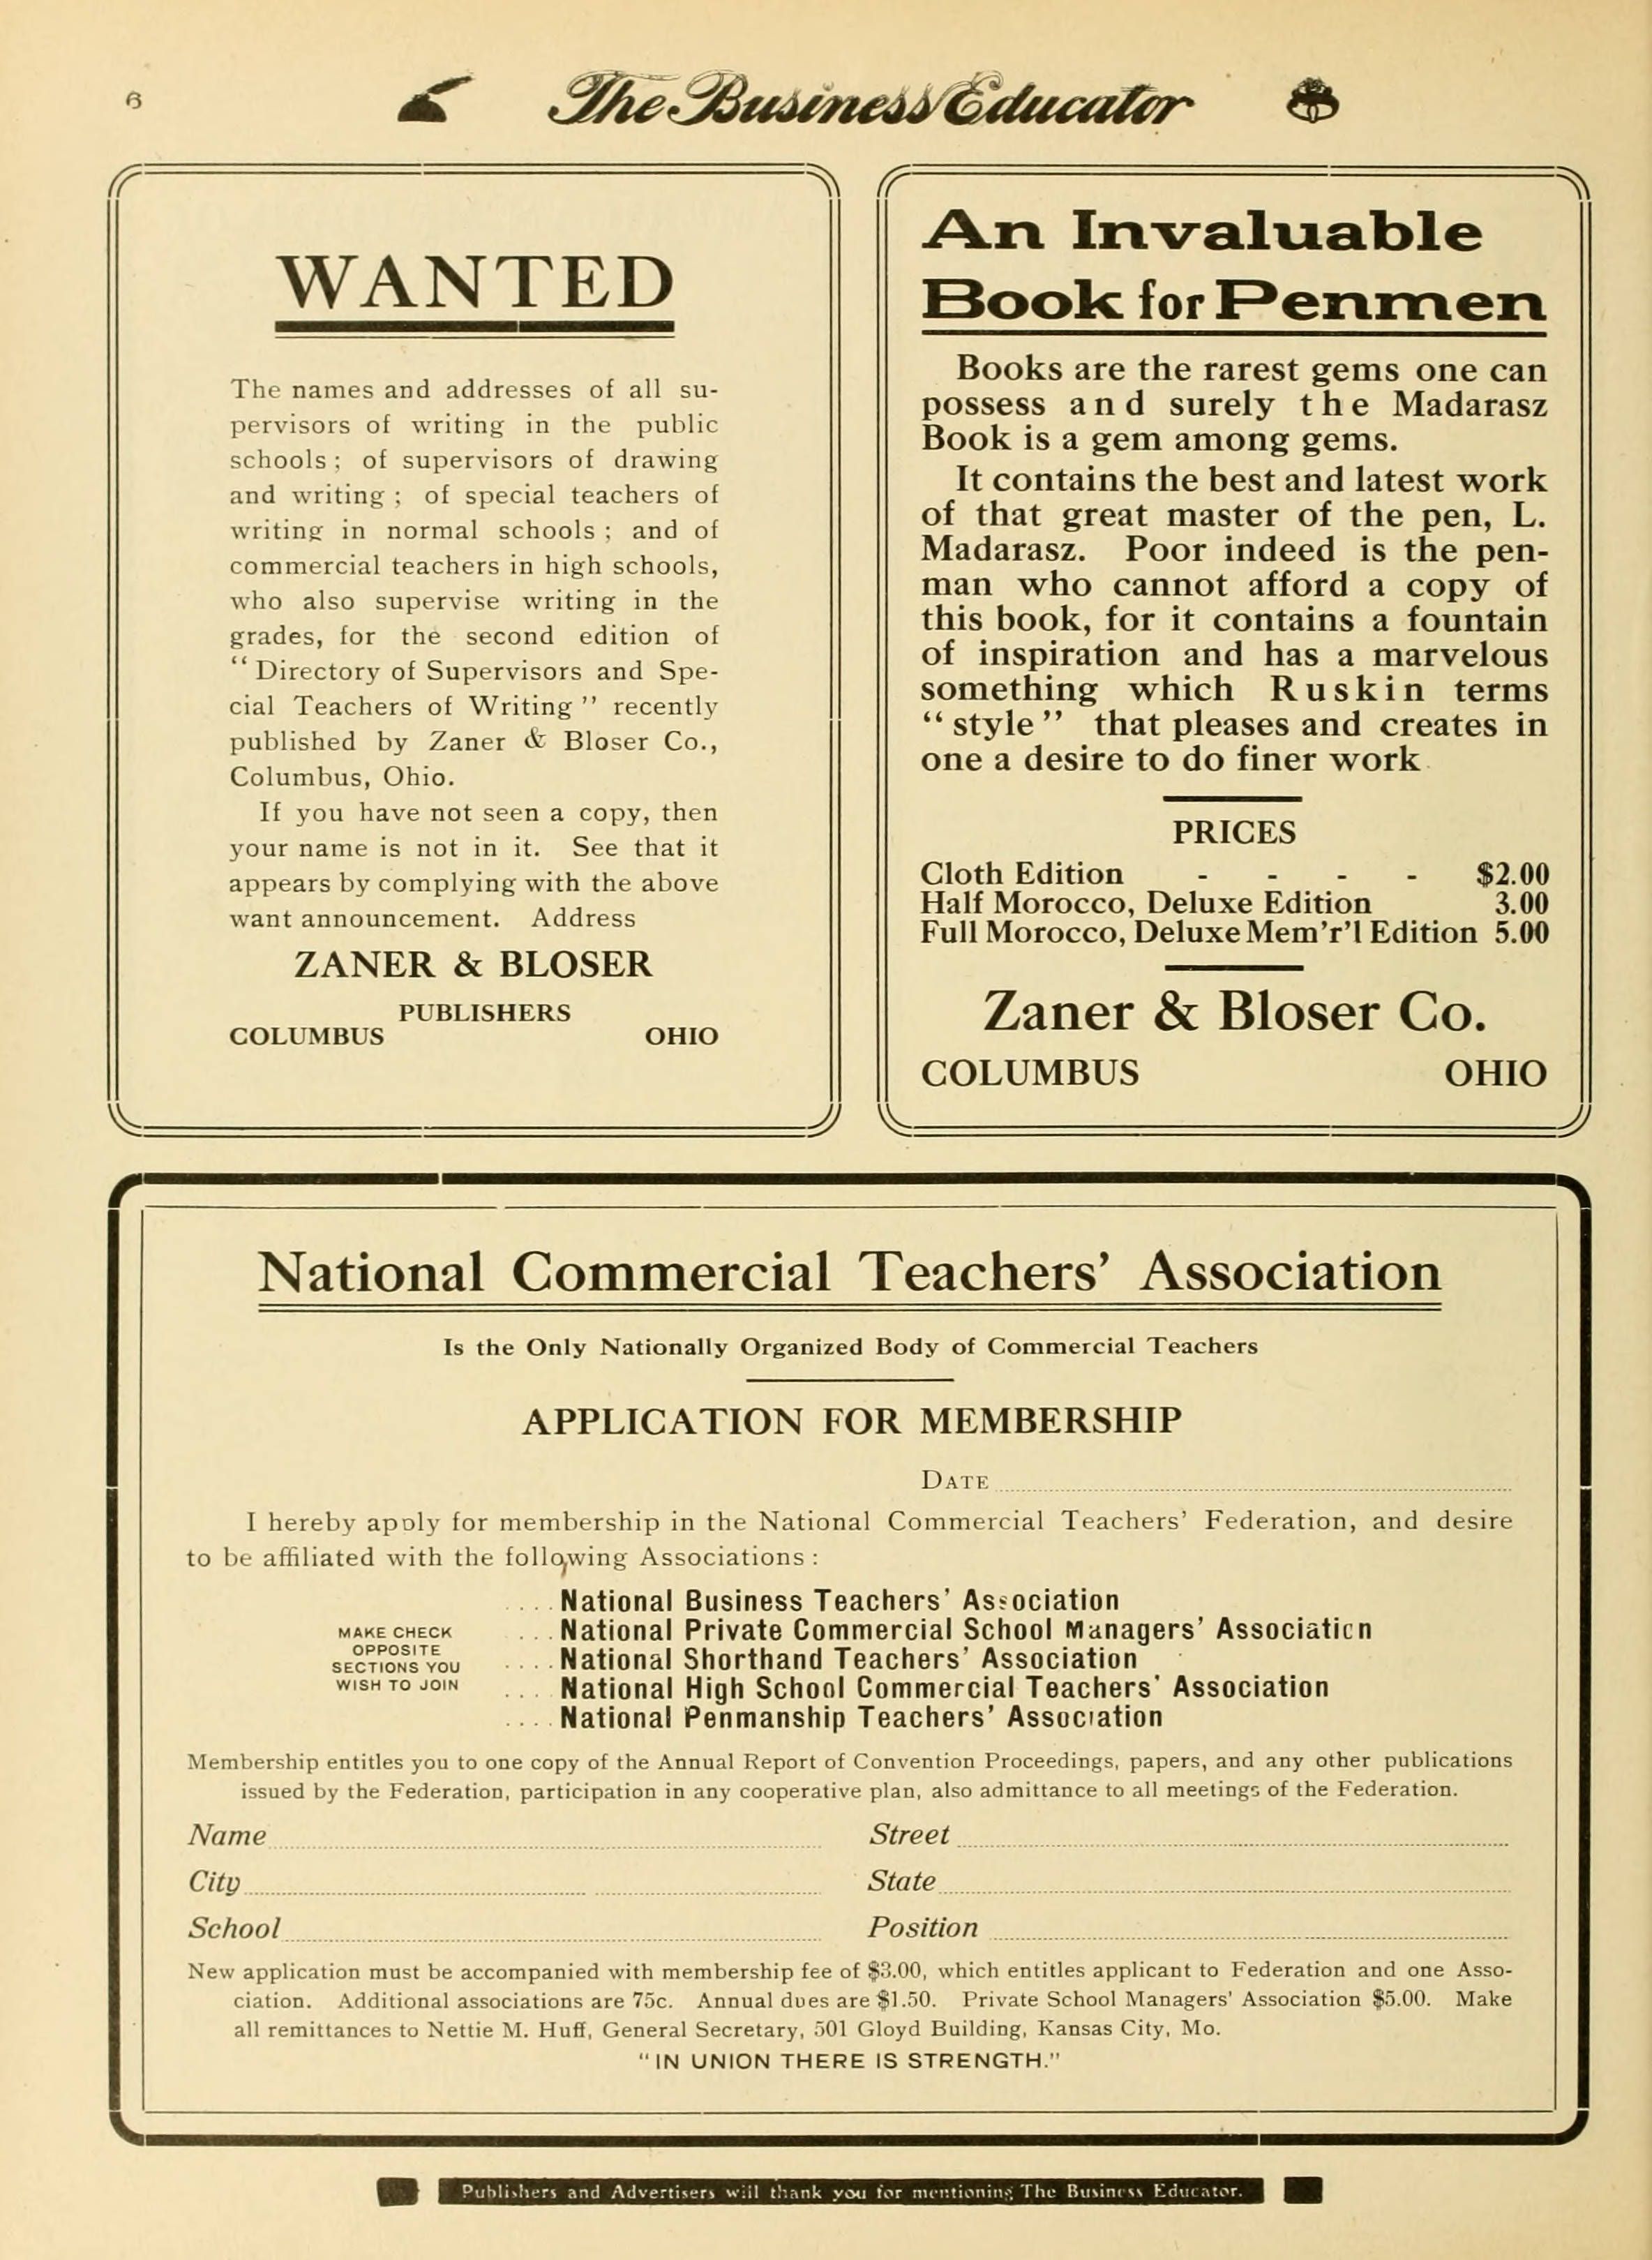 6
The Business Educator
WANTED
The names and addresses of all su-
pervisors of writing in the public
schools; of supervisors of drawing
and writing; of special teachers of
writing in normal schools; and of
commercial teachers in high schools,
who also supervise writing in the
grades, for the second edition of
"Directory of Supervisors and Spe-
cial Teachers of Writing" recently
published by Zaner & Bloser Co.,
Columbus, Ohio.
If you have not seen a copy, then
your name is not in it. See that it
appears by complying with the above
want announcement. Address
ZANER & BLOSER
PUBLISHERS
COLUMBUS OHIO
An Invaluable
Book for Penmen
Books are the rarest gems one can
possess and surely the Madarasz
Book is a gem among gems.
It contains the best and latest work
of that great master of the pen, L.
Madarasz. Poor indeed is the pen-
man who cannot afford a copy of
this book, for it contains a fountain
of inspiration and has a marvelous
something which Ruskin terms
"style" that pleases and creates in
one a desire to do finer work
PRICES
Cloth Edition - - - - $2.00
Half Morocco, Deluxe Edition 3.00
Full Morocco, Deluxe Mem'r'l Edition 5.00
Zaner & Bloser Co.
COLUMBUS OHIO
National Commercial Teachers' Association
Is the Only Nationally Organized Body of Commercial Teachers
APPLICATION FOR MEMBERSHIP
DATE
I hereby apply for membership in the National Commercial Teachers' Federation, and desire
to be affiliated with the following Associations:
MAKE CHECK
OPPOSITE
SECTIONS YOU
WISH TO JOIN
.... National Business Teachers' Association
.... National Private Commercial School Managers' Association
.... National Shorthand Teachers' Association
.... National High School Commercial Teachers' Association
.... National Penmanship Teachers' Association
Membership entitles you to one copy of the Annual Report of Convention Proceedings, papers, and any other publications
issued by the Federation, participation in any cooperative plan, also admittance to all meetings of the Federation.
Name Street
City State
School Position
New application must be accompanied with membership fee of $3.00, which entitles applicant to Federation and one Asso-
ciation. Additional associations are 75c. Annual dues are $1.50. Private School Managers' Association $5.00. Make
all remittances to Nettie M. Huff, General Secretary, 501 Gloyd Building, Kansas City, Mo.
"IN UNION THERE IS STRENGTH."
Publishers and Advertisers will thank you for mentioning The Business Educator.